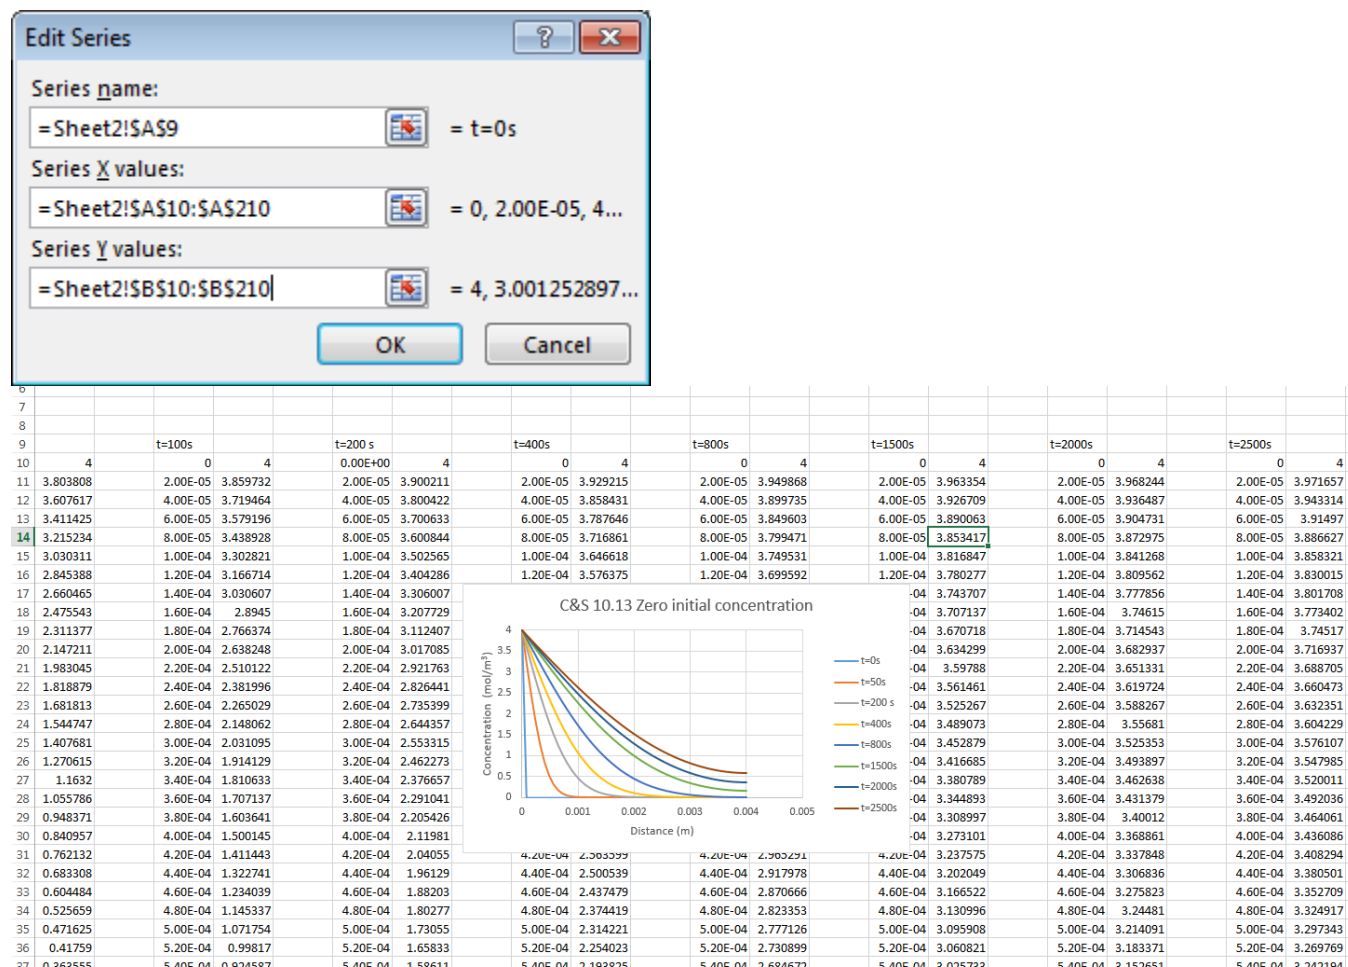 Edit Series
Series name:
=Sheet2!$A$9 = t=0s
Series X values:
=Sheet2!$A$10:$A$210 = 0, 2.00E-05, 4...
Series Y values:
=Sheet2!$B$10:$B$210 = 4, 3.001252897...
OK Cancel
6
7
8
9 t=100s t=200 s t=400s t=800s t=1500s t=2000s t=2500s
10 4 0 4 0.00E+00 4 0 4 0 4 0 4 0 4 0 4
11 3.803808 2.00E-05 3.859732 2.00E-05 3.900211 2.00E-05 3.929215 2.00E-05 3.949868 2.00E-05 3.963354 2.00E-05 3.968244 2.00E-05 3.971657
12 3.607617 4.00E-05 3.719464 4.00E-05 3.800422 4.00E-05 3.858431 4.00E-05 3.899735 4.00E-05 3.926709 4.00E-05 3.936487 4.00E-05 3.943314
13 3.411425 6.00E-05 3.579196 6.00E-05 3.700633 6.00E-05 3.787646 6.00E-05 3.849603 6.00E-05 3.890063 6.00E-05 3.904731 6.00E-05 3.91497
14 3.215234 8.00E-05 3.438928 8.00E-05 3.600844 8.00E-05 3.716861 8.00E-05 3.799471 8.00E-05 3.853417 8.00E-05 3.872975 8.00E-05 3.886627
15 3.030311 1.00E-04 3.302821 1.00E-04 3.502565 1.00E-04 3.646618 1.00E-04 3.749531 1.00E-04 3.816847 1.00E-04 3.841268 1.00E-04 3.858321
16 2.845388 1.20E-04 3.166714 1.20E-04 3.404286 1.20E-04 3.576375 1.20E-04 3.699592 1.20E-04 3.780277 1.20E-04 3.809562 1.20E-04 3.830015
17 2.660465 1.40E-04 3.030607 1.40E-04 3.306007 -04 3.743707 1.40E-04 3.777856 1.40E-04 3.801708
18 2.475543 1.60E-04 2.8945 1.60E-04 3.207729 -04 3.707137 1.60E-04 3.74615 1.60E-04 3.773402
19 2.311377 1.80E-04 2.766374 1.80E-04 3.112407 -04 3.670718 1.80E-04 3.714543 1.80E-04 3.74517
20 2.147211 2.00E-04 2.638248 2.00E-04 3.017085 -04 3.634299 2.00E-04 3.682937 2.00E-04 3.716937
21 1.983045 2.20E-04 2.510122 2.20E-04 2.921763 -04 3.59788 2.20E-04 3.651331 2.20E-04 3.688705
22 1.818879 2.40E-04 2.381996 2.40E-04 2.826441 -04 3.561461 2.40E-04 3.619724 2.40E-04 3.660473
23 1.681813 2.60E-04 2.265029 2.60E-04 2.735399 -04 3.525267 2.60E-04 3.588267 2.60E-04 3.632351
24 1.544747 2.80E-04 2.148062 2.80E-04 2.644357 -04 3.489073 2.80E-04 3.55681 2.80E-04 3.604229
25 1.407681 3.00E-04 2.031095 3.00E-04 2.553315 -04 3.452879 3.00E-04 3.525353 3.00E-04 3.576107
26 1.270615 3.20E-04 1.914129 3.20E-04 2.462273 -04 3.416685 3.20E-04 3.493897 3.20E-04 3.547985
27 1.1632 3.40E-04 1.810633 3.40E-04 2.376657 -04 3.380789 3.40E-04 3.462638 3.40E-04 3.520011
28 1.055786 3.60E-04 1.707137 3.60E-04 2.291041 -04 3.344893 3.60E-04 3.431379 3.60E-04 3.492036
29 0.948371 3.80E-04 1.603641 3.80E-04 2.205426 -04 3.308997 3.80E-04 3.40012 3.80E-04 3.464061
30 0.840957 4.00E-04 1.500145 4.00E-04 2.11981 -04 3.273101 4.00E-04 3.368861 4.00E-04 3.436086
31 0.762132 4.20E-04 1.411443 4.20E-04 2.04055 4.20E-04 2.563599 4.20E-04 2.965291 4.20E-04 3.237575 4.20E-04 3.337848 4.20E-04 3.408294
32 0.683308 4.40E-04 1.322741 4.40E-04 1.96129 4.40E-04 2.500539 4.40E-04 2.917978 4.40E-04 3.202049 4.40E-04 3.306836 4.40E-04 3.380501
33 0.604484 4.60E-04 1.234039 4.60E-04 1.88203 4.60E-04 2.437479 4.60E-04 2.870666 4.60E-04 3.166522 4.60E-04 3.275823 4.60E-04 3.352709
34 0.525659 4.80E-04 1.145337 4.80E-04 1.80277 4.80E-04 2.374419 4.80E-04 2.823353 4.80E-04 3.130996 4.80E-04 3.24481 4.80E-04 3.324917
35 0.471625 5.00E-04 1.071754 5.00E-04 1.73055 5.00E-04 2.314221 5.00E-04 2.777126 5.00E-04 3.095908 5.00E-04 3.214091 5.00E-04 3.297343
36 0.41759 5.20E-04 0.99817 5.20E-04 1.65833 5.20E-04 2.254023 5.20E-04 2.730899 5.20E-04 3.060821 5.20E-04 3.183371 5.20E-04 3.269769
C&S 10.13 Zero initial concentration
Concentration (mol/m³)
4
3.5
3
2.5
2
1.5
1
0.5
0
0 0.001 0.002 0.003 0.004 0.005
Distance (m)
t=0s
t=50s
t=200 s
t=400s
t=800s
t=1500s
t=2000s
t=2500s